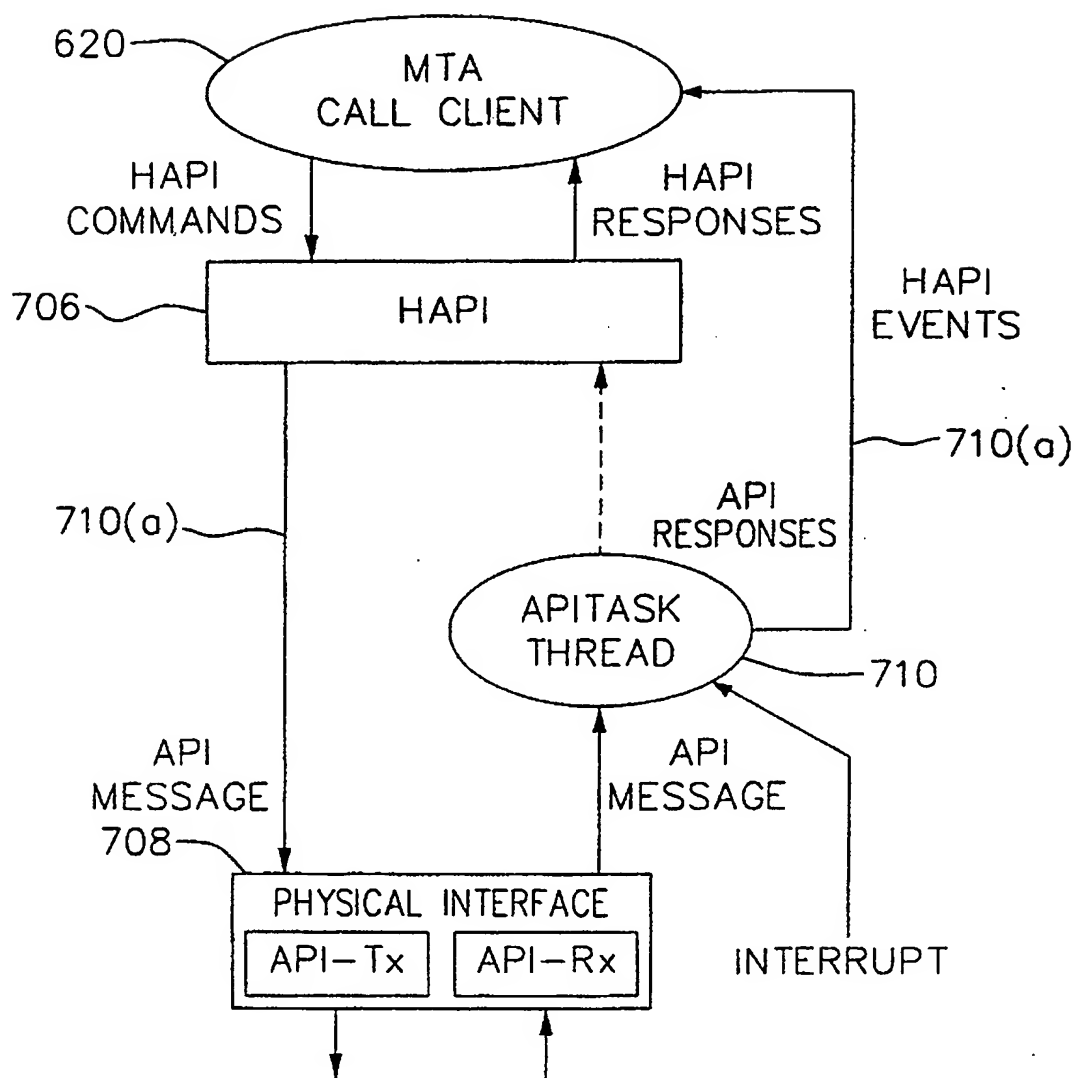 620
MTA
CALL CLIENT
HAPI
COMMANDS
HAPI
RESPONSES
706
HAPI
HAPI
EVENTS
710(a)
710(a)
API
RESPONSES
APITASK
THREAD
710
API
MESSAGE
API
MESSAGE
708
PHYSICAL INTERFACE
API-Tx
API-Rx
INTERRUPT